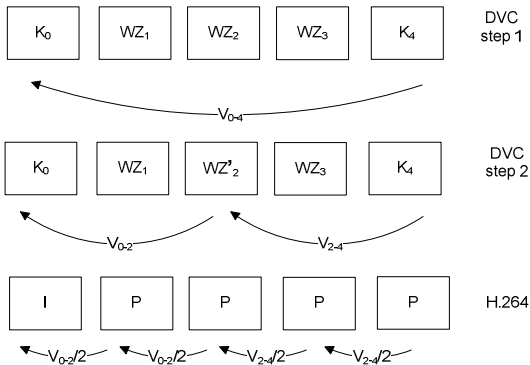 K₀ WZ₁ WZ₂ WZ₃ K₄ DVC step 1
V₀₋₄
K₀ WZ₁ WZ'₂ WZ₃ K₄ DVC step 2
V₀₋₂ V₂₋₄
I P P P P H.264
V₀₋₂/2 V₀₋₂/2 V₂₋₄/2 V₂₋₄/2